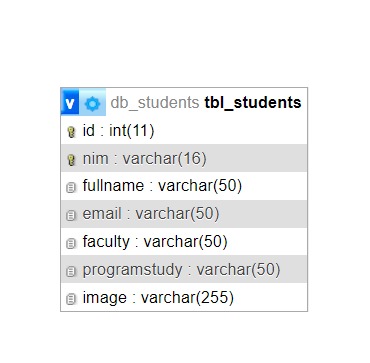 v db_students tbl_students
id : int(11)
nim : varchar(16)
fullname : varchar(50)
email : varchar(50)
faculty : varchar(50)
programstudy : varchar(50)
image : varchar(255)